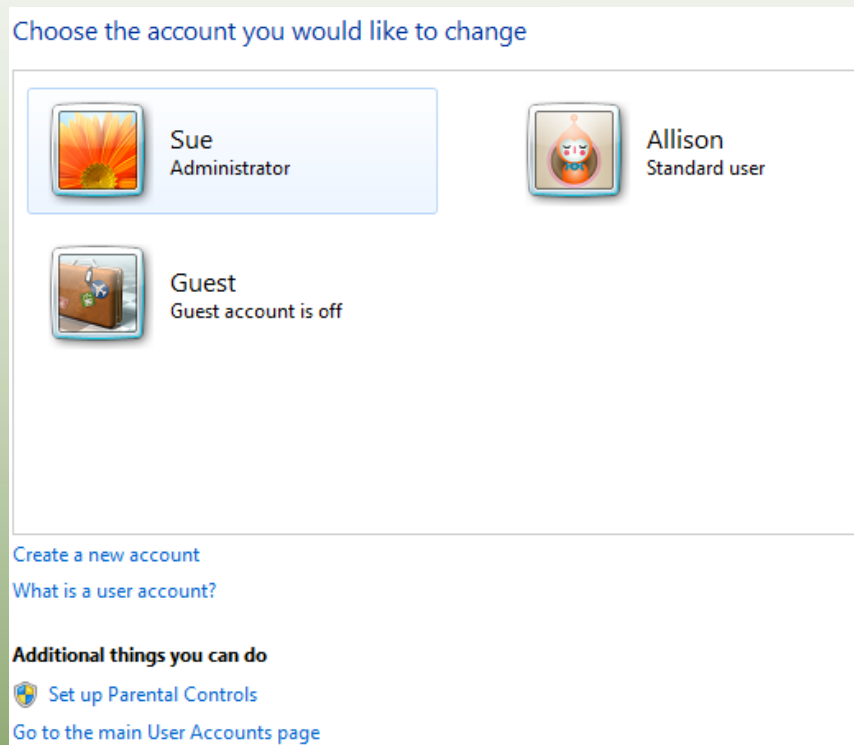 Choose the account you would like to change
Sue
Administrator
Allison
Standard user
Guest
Guest account is off
Create a new account
What is a user account?
Additional things you can do
Set up Parental Controls
Go to the main User Accounts page